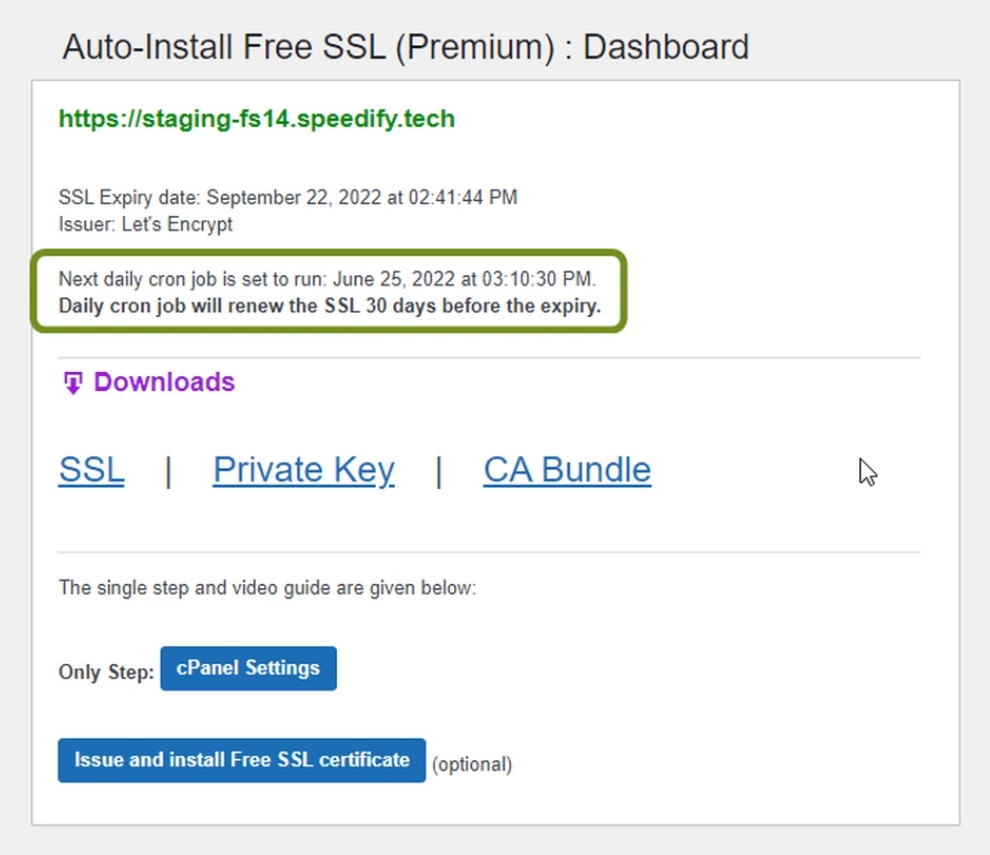 Auto-Install Free SSL (Premium) : Dashboard
https://staging-fs14.speedify.tech
SSL Expiry date: September 22, 2022 at 02:41:44 PM
Issuer: Let's Encrypt
Next daily cron job is set to run: June 25, 2022 at 03:10:30 PM.
Daily cron job will renew the SSL 30 days before the expiry.
Downloads
SSL | Private Key | CA Bundle
The single step and video guide are given below:
Only Step: cPanel Settings
Issue and install Free SSL certificate (optional)